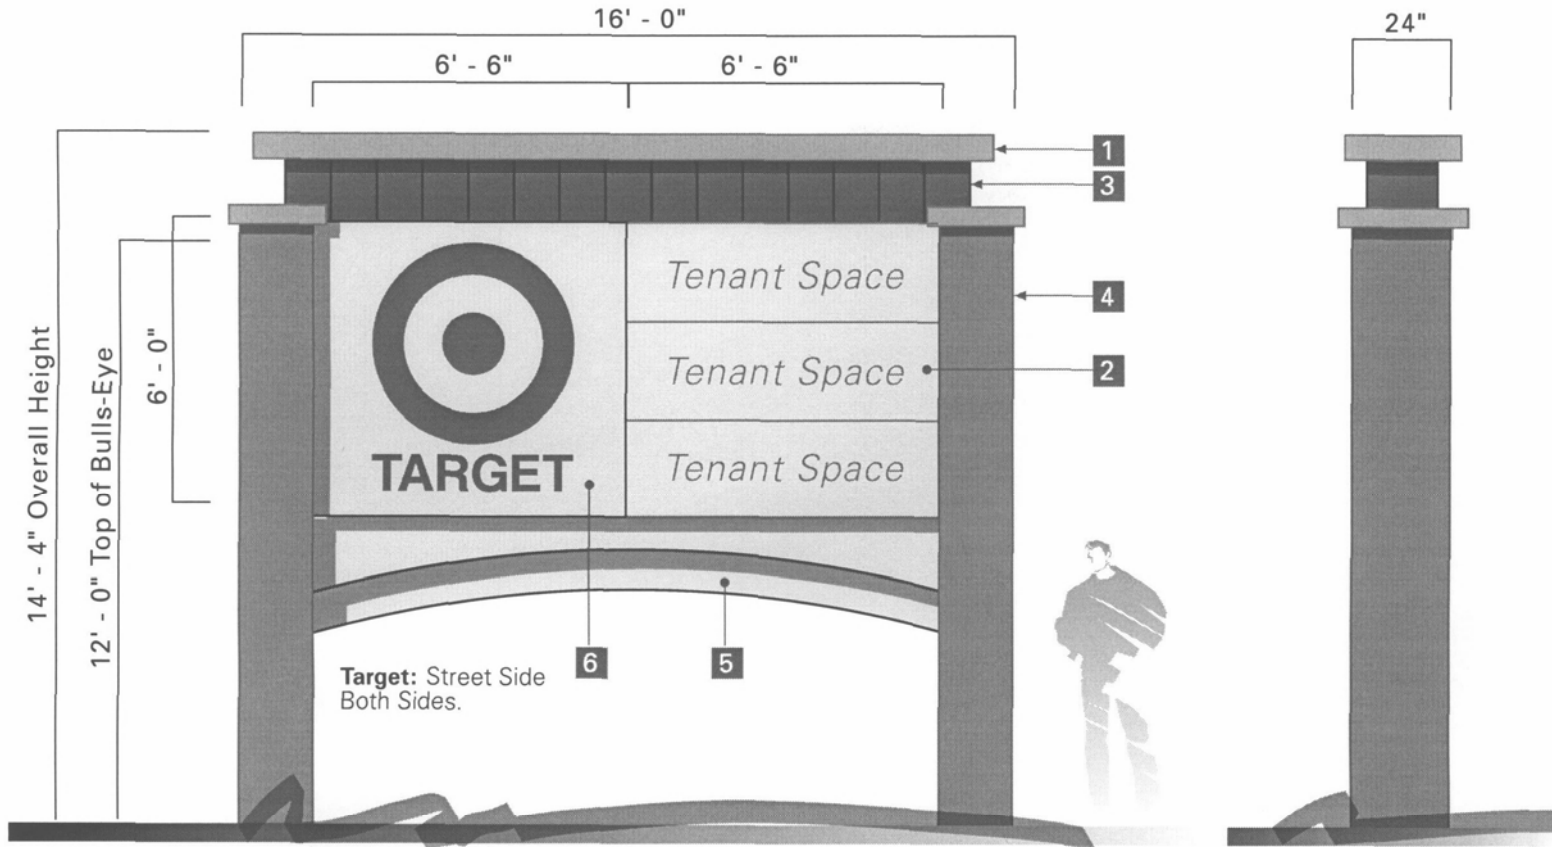 16' - 0"
24"
6' - 6"
6' - 6"
1
3
Tenant Space
4
Tenant Space
2
Tenant Space
TARGET
6
5
Target: Street Side
Both Sides.
14' - 4" Overall Height
12' - 0" Top of Bulls-Eye
6' - 0"